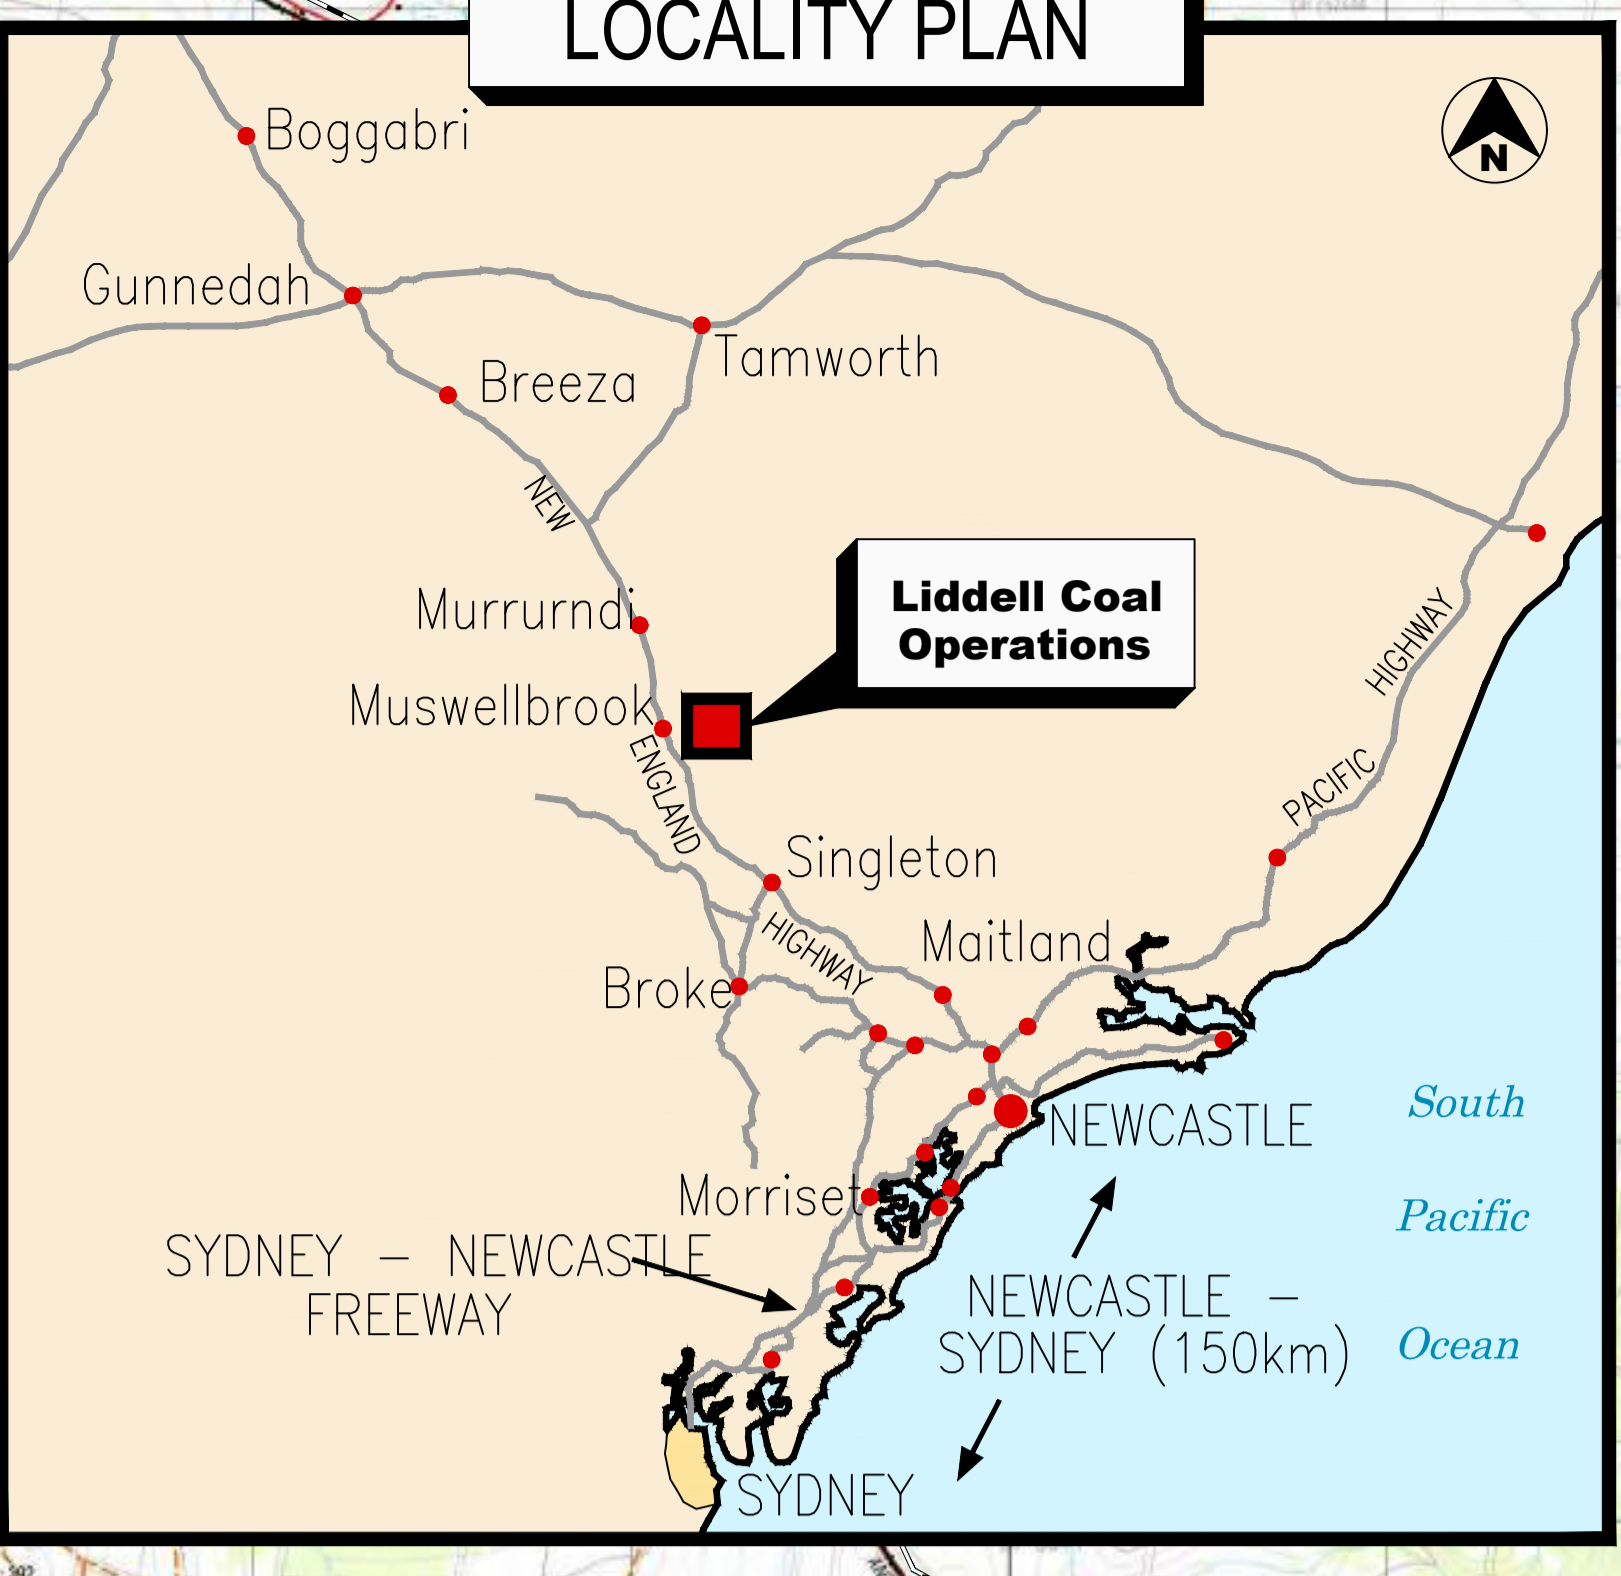 LOCALITY PLAN
Boggabri
N
Gunnedah
Tamworth
Breeza
NEW
Liddell Coal
Operations
Murrurndi
HIGHWAY
Muswellbrook
ENGLAND
PACIFIC
Singleton
HIGHWAY
Maitland
Broke
South
NEWCASTLE
Morriset
Pacific
SYDNEY - NEWCASTLE
FREEWAY
NEWCASTLE -
SYDNEY (150km)
Ocean
SYDNEY